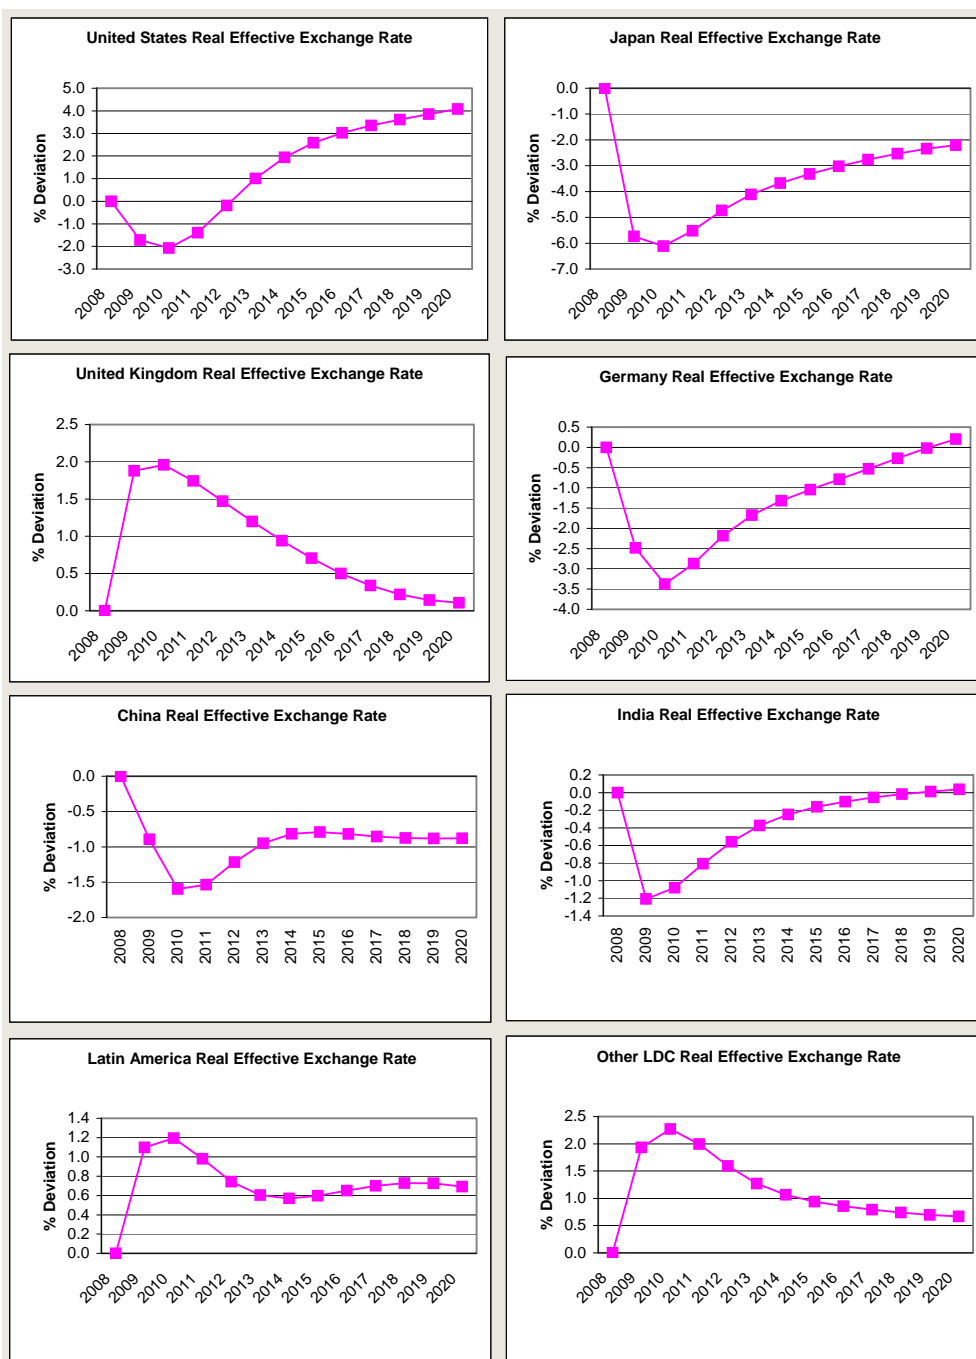 United States Real Effective Exchange Rate
% Deviation
5.0
4.0
3.0
2.0
1.0
0.0
-1.0
-2.0
-3.0
2008 2009 2010 2011 2012 2013 2014 2015 2016 2017 2018 2019 2020
Japan Real Effective Exchange Rate
% Deviation
0.0
-1.0
-2.0
-3.0
-4.0
-5.0
-6.0
-7.0
2008 2009 2010 2011 2012 2013 2014 2015 2016 2017 2018 2019 2020
United Kingdom Real Effective Exchange Rate
% Deviation
2.5
2.0
1.5
1.0
0.5
0.0
2008 2009 2010 2011 2012 2013 2014 2015 2016 2017 2018 2019 2020
Germany Real Effective Exchange Rate
% Deviation
0.5
0.0
-0.5
-1.0
-1.5
-2.0
-2.5
-3.0
-3.5
-4.0
2008 2009 2010 2011 2012 2013 2014 2015 2016 2017 2018 2019 2020
China Real Effective Exchange Rate
% Deviation
0.0
-0.5
-1.0
-1.5
-2.0
2008 2009 2010 2011 2012 2013 2014 2015 2016 2017 2018 2019 2020
India Real Effective Exchange Rate
% Deviation
0.2
0.0
-0.2
-0.4
-0.6
-0.8
-1.0
-1.2
-1.4
2008 2009 2010 2011 2012 2013 2014 2015 2016 2017 2018 2019 2020
Latin America Real Effective Exchange Rate
% Deviation
1.4
1.2
1.0
0.8
0.6
0.4
0.2
0.0
2008 2009 2010 2011 2012 2013 2014 2015 2016 2017 2018 2019 2020
Other LDC Real Effective Exchange Rate
% Deviation
2.5
2.0
1.5
1.0
0.5
0.0
2008 2009 2010 2011 2012 2013 2014 2015 2016 2017 2018 2019 2020